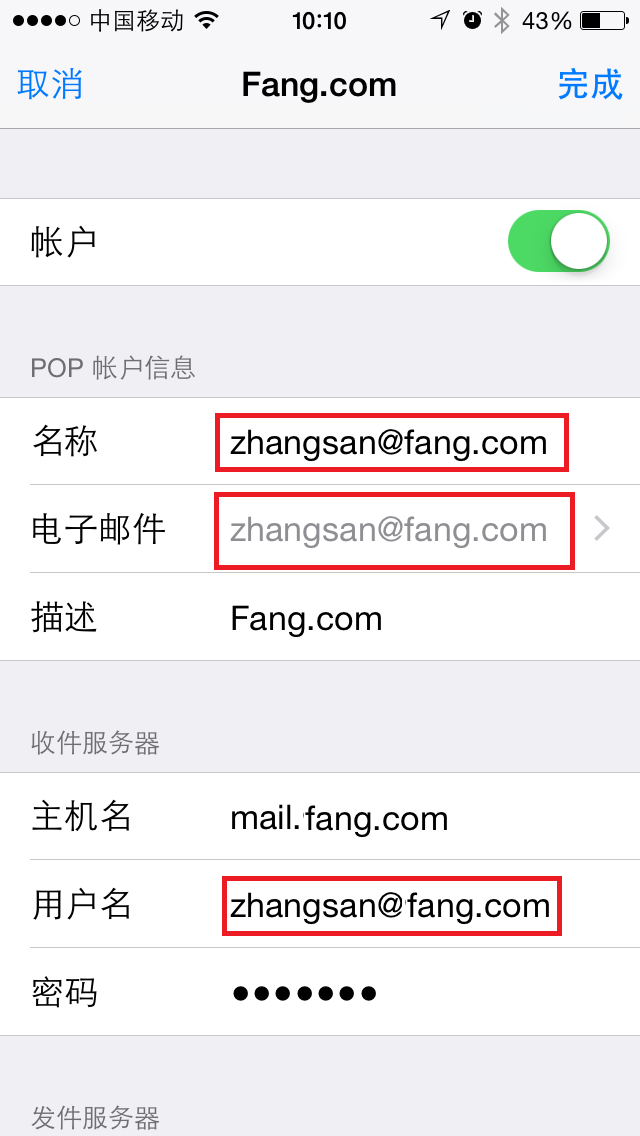 中国移动 10:10 43%
取消 Fang.com 完成
帐户
POP 帐户信息
名称 zhangsan@fang.com
电子邮件 zhangsan@fang.com
描述 Fang.com
收件服务器
主机名 mail.fang.com
用户名 zhangsan@fang.com
密码 ●●●●●●●
发件服务器